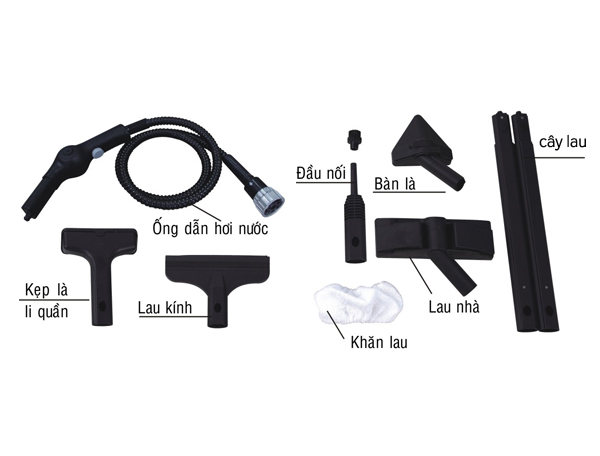 cây lau
Đầu nối
Bàn là
Ống dẫn hơi nước
Kẹp là
li quần
Lau kính
Lau nhà
Khăn lau